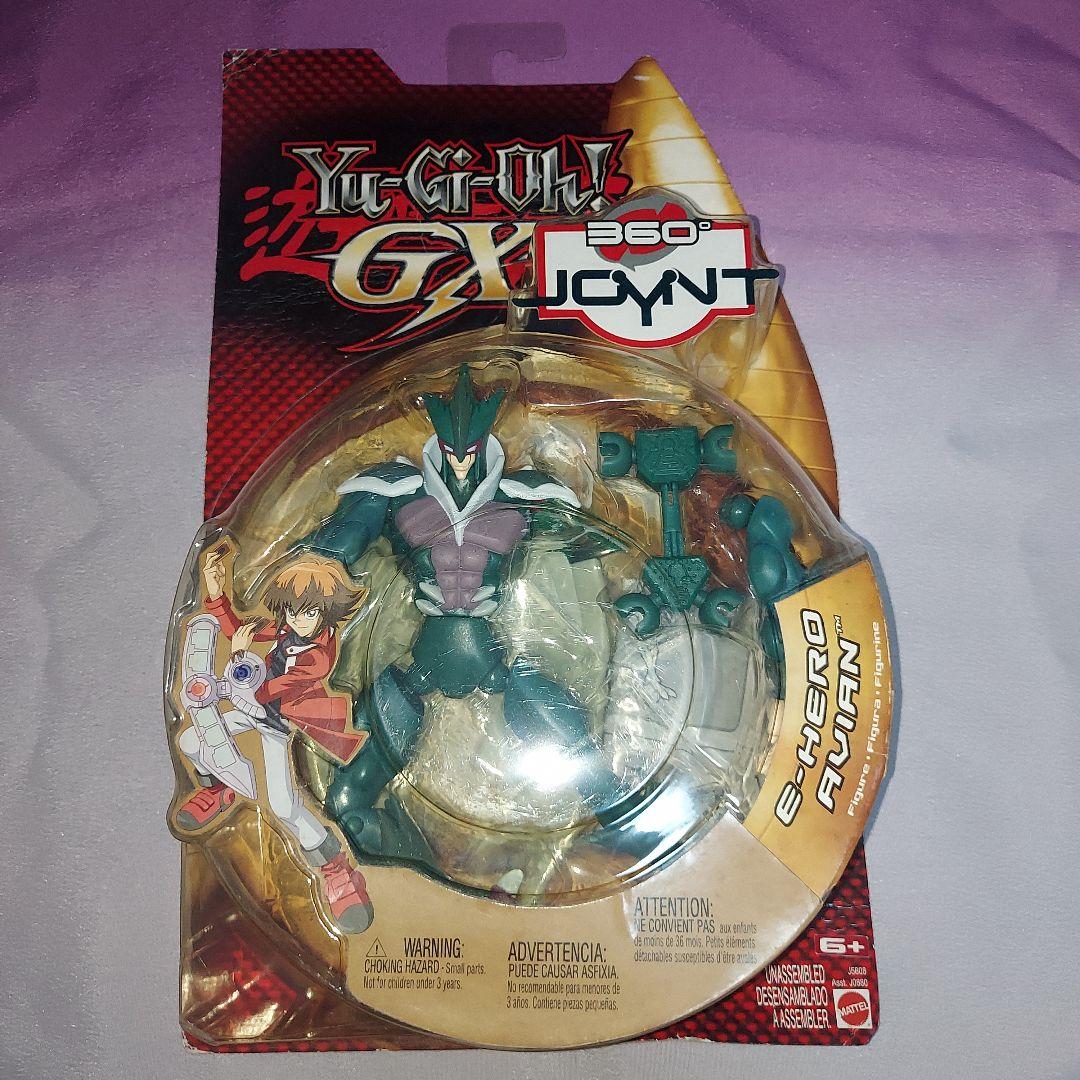 Yu-Gi-Oh!
GX
360°
JOYNT
E-HERO
AVIAN™
Figure • Figura • Figurine
WARNING:
CHOKING HAZARD - Small parts.
Not for children under 3 years.
ADVERTENCIA:
PUEDE CAUSAR ASFIXIA.
No recomendable para menores de
3 años. Contiene piezas pequeñas.
ATTENTION:
NE CONVIENT PAS aux enfants
de moins de 36 mois. Petits éléments
détachables susceptibles d'être avalés
6+
UNASSEMBLED
DESENSAMBLADO
À ASSEMBLER.
Asst.
MATTEL